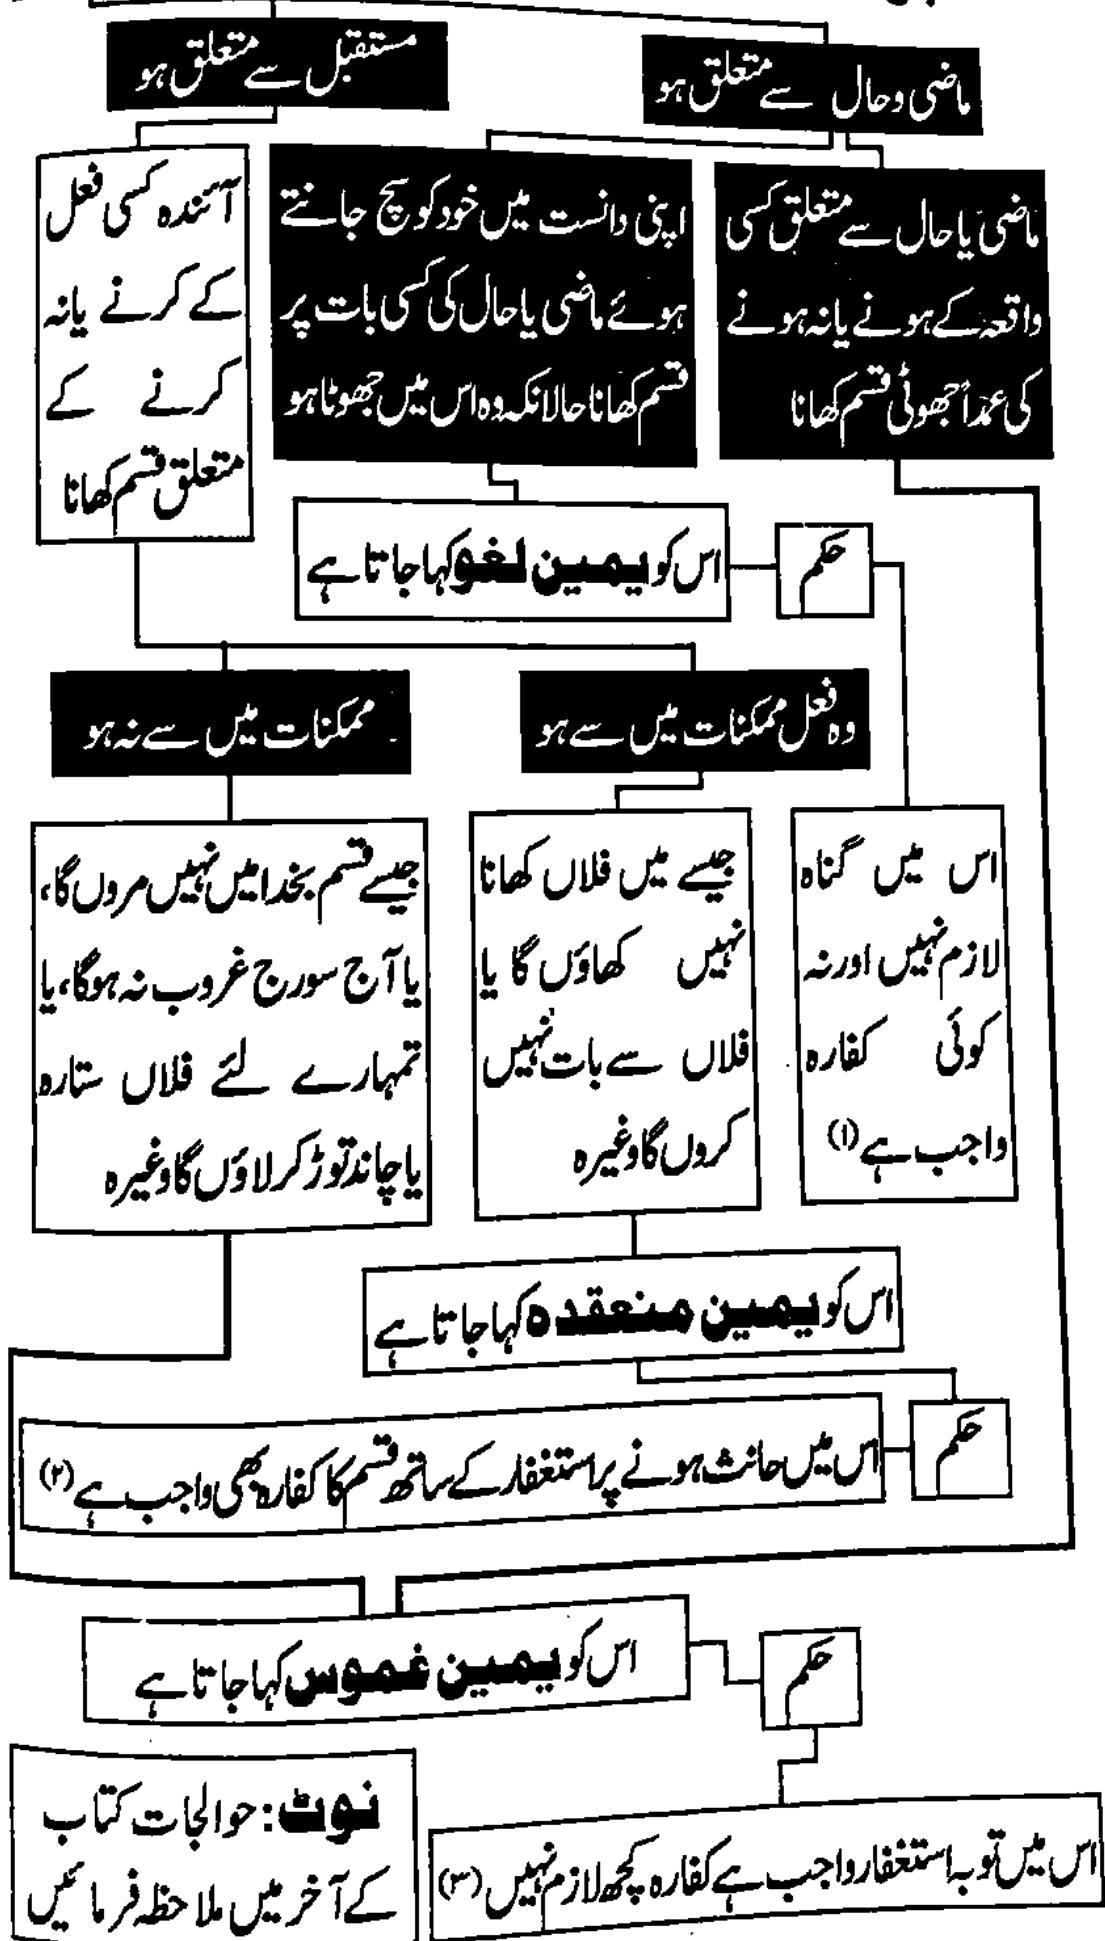 ماضی وحال سے متعلق ہو
مستقبل سے متعلق ہو
ماضی یا حال سے متعلق کسی
واقعہ کے ہونے یا نہ ہونے
کی عمداً جھوٹی قسم کھانا
اپنی دانست میں خود کو سچ جانتے
ہوئے ماضی یا حال کی کسی بات پر
قسم کھانا حالانکہ وہ اس میں جھوٹا ہو
آئندہ کسی فعل
کے کرنے یا نہ
کرنے کے
متعلق قسم کھانا
حکم
اس کو یمین لغو کہا جاتا ہے
وہ فعل ممکنات میں سے ہو
ممکنات میں سے نہ ہو
اس میں گناہ
لازم نہیں اور نہ
کوئی کفارہ
واجب ہے (۱)
جیسے میں فلاں کھانا
نہیں کھاؤں گا یا
فلاں سے بات نہیں
کروں گا وغیرہ
جیسے قسم بخدا میں نہیں مروں گا،
یا آج سورج غروب نہ ہوگا، یا
تمہارے لئے فلاں ستارہ
یا چاند توڑ کر لاؤں گا وغیرہ
اس کو یمین منعقدہ کہا جاتا ہے
حکم
اس میں حانث ہونے پر استغفار کے ساتھ قسم کا کفارہ بھی واجب ہے (۲)
اس کو یمین غموس کہا جاتا ہے
حکم
اس میں توبہ استغفار واجب ہے کفارہ کچھ لازم نہیں (۳)
نوٹ: حوالجات کتاب
کے آخر میں ملاحظہ فرمائیں